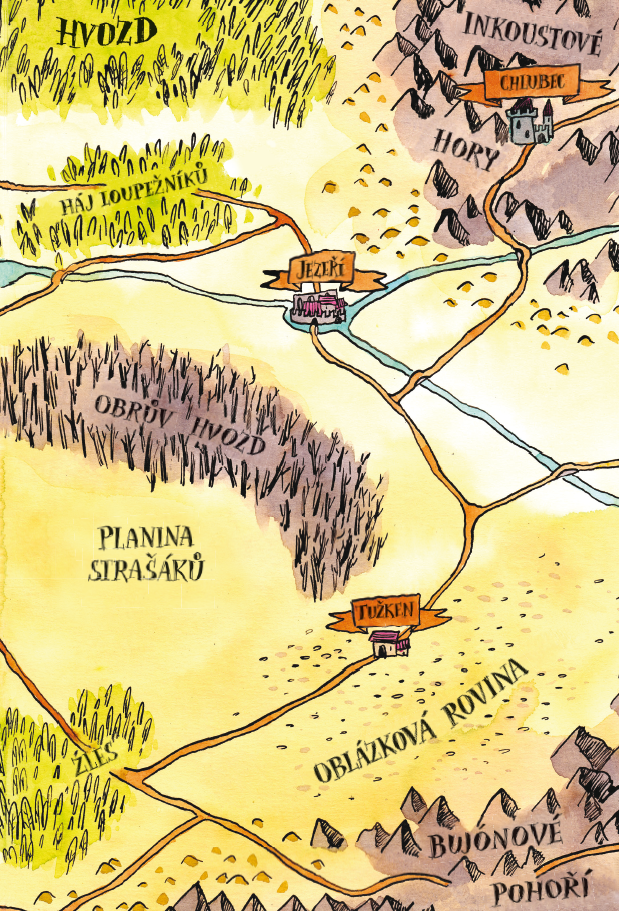 HVOZD
INKOUSTOVÉ
CHLUBEC
HORY
HÁJ LOUPEŽNÍKŮ
JEZEŘÍ
OBRŮV HVOZD
PLANINA
STRAŠÁKŮ
TUŽKEN
OBLÁZKOVÁ ROVINA
ŽLES
BUJÓNOVÉ
POHOŘÍ